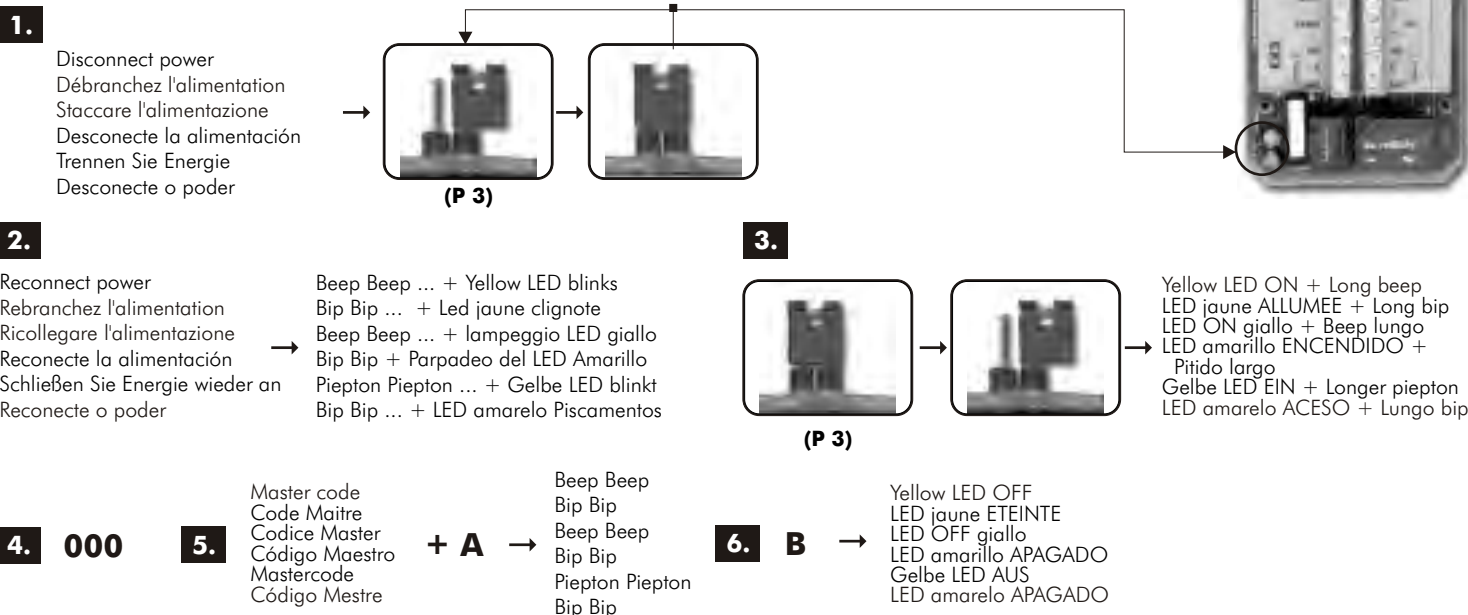 1.
Disconnect power
Débranchez l'alimentation
Staccare l'alimentazione
Desconecte la alimentación
Trennen Sie Energie
Desconecte o poder
(P 3)
2.
Reconnect power
Rebranchez l'alimentation
Ricollegare l'alimentazione
Reconecte la alimentación
Schließen Sie Energie wieder an
Reconecte o poder
Beep Beep ... + Yellow LED blinks
Bip Bip ... + Led jaune clignote
Beep Beep ... + lampeggio LED giallo
Bip Bip + Parpadeo del LED Amarillo
Piepton Piepton ... + Gelbe LED blinkt
Bip Bip ... + LED amarelo Piscamentos
3.
(P 3)
Yellow LED ON + Long beep
LED jaune ALLUMEE + Long bip
LED ON giallo + Beep lungo
LED amarillo ENCENDIDO +
Pitido largo
Gelbe LED EIN + Longer piepton
LED amarelo ACESO + Lungo bip
4.
000
5.
Master code
Code Maitre
Codice Master
Código Maestro
Mastercode
Código Mestre
+ A
Beep Beep
Bip Bip
Beep Beep
Bip Bip
Piepton Piepton
Bip Bip
6.
B
Yellow LED OFF
LED jaune ETEINTE
LED OFF giallo
LED amarillo APAGADO
Gelbe LED AUS
LED amarelo APAGADO